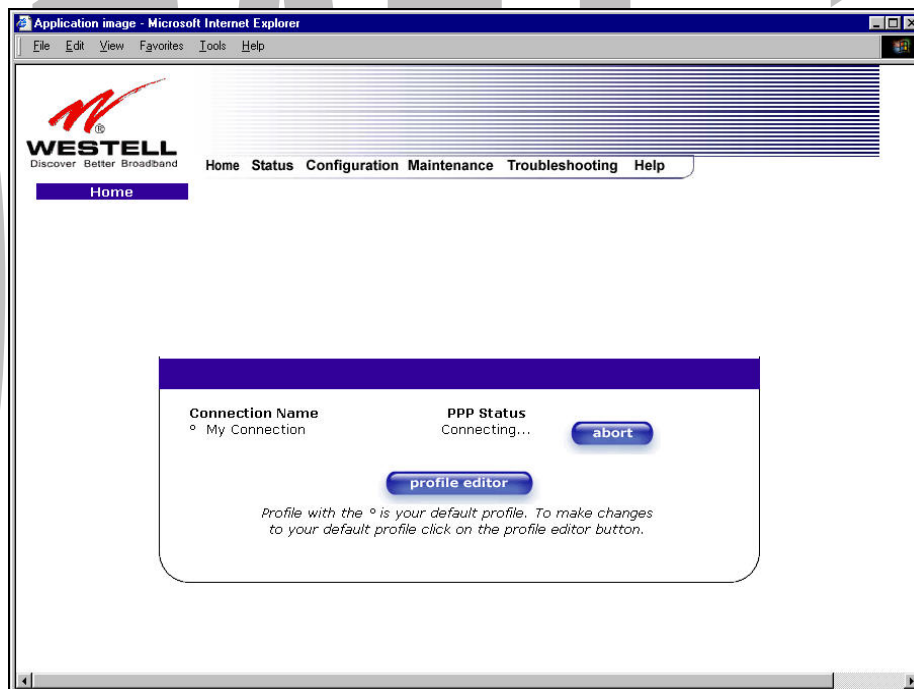 Application image - Microsoft Internet Explorer
File Edit View Favorites Tools Help
WESTELL®
Discover Better Broadband
Home Status Configuration Maintenance Troubleshooting Help
Home
Connection Name PPP Status
° My Connection Connecting... abort
profile editor
Profile with the ° is your default profile. To make changes
to your default profile click on the profile editor button.